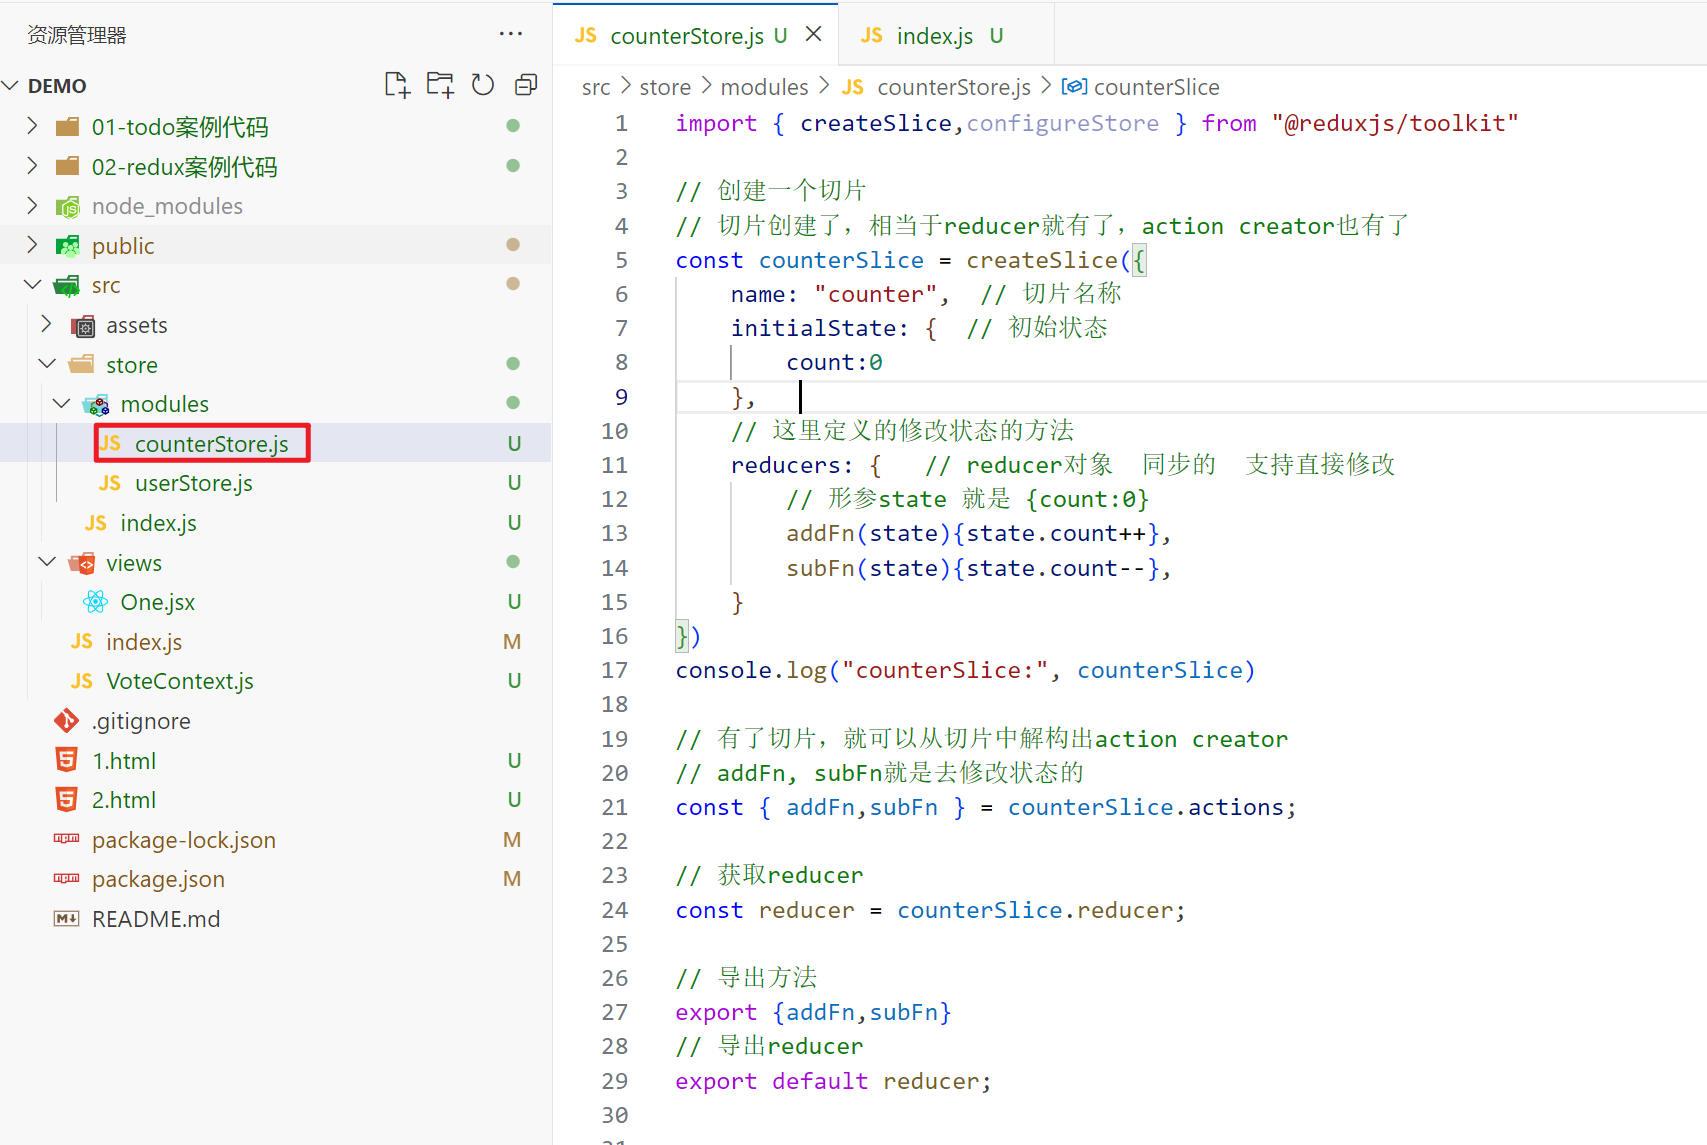 资源管理器
DEMO
01-todo案例代码
02-redux案例代码
node_modules
public
src
assets
store
modules
JS counterStore.js U
JS userStore.js U
JS index.js U
views
One.jsx U
JS index.js M
JS VoteContext.js U
.gitignore
1.html U
2.html U
package-lock.json M
package.json M
README.md
JS counterStore.js U
JS index.js U
src > store > modules > JS counterStore.js > counterSlice
1 import { createSlice,configureStore } from "@reduxjs/toolkit"
2
3 // 创建一个切片
4 // 切片创建了，相当于reducer就有了，action creator也有了
5 const counterSlice = createSlice({
6 name: "counter", // 切片名称
7 initialState: { // 初始状态
8 count:0
9 },
10 // 这里定义的修改状态的方法
11 reducers: { // reducer对象 同步的 支持直接修改
12 // 形参state 就是 {count:0}
13 addFn(state){state.count++},
14 subFn(state){state.count--},
15 }
16 })
17 console.log("counterSlice:", counterSlice)
18
19 // 有了切片，就可以从切片中解构出action creator
20 // addFn, subFn就是去修改状态的
21 const { addFn,subFn } = counterSlice.actions;
22
23 // 获取reducer
24 const reducer = counterSlice.reducer;
25
26 // 导出方法
27 export {addFn,subFn}
28 // 导出reducer
29 export default reducer;
30